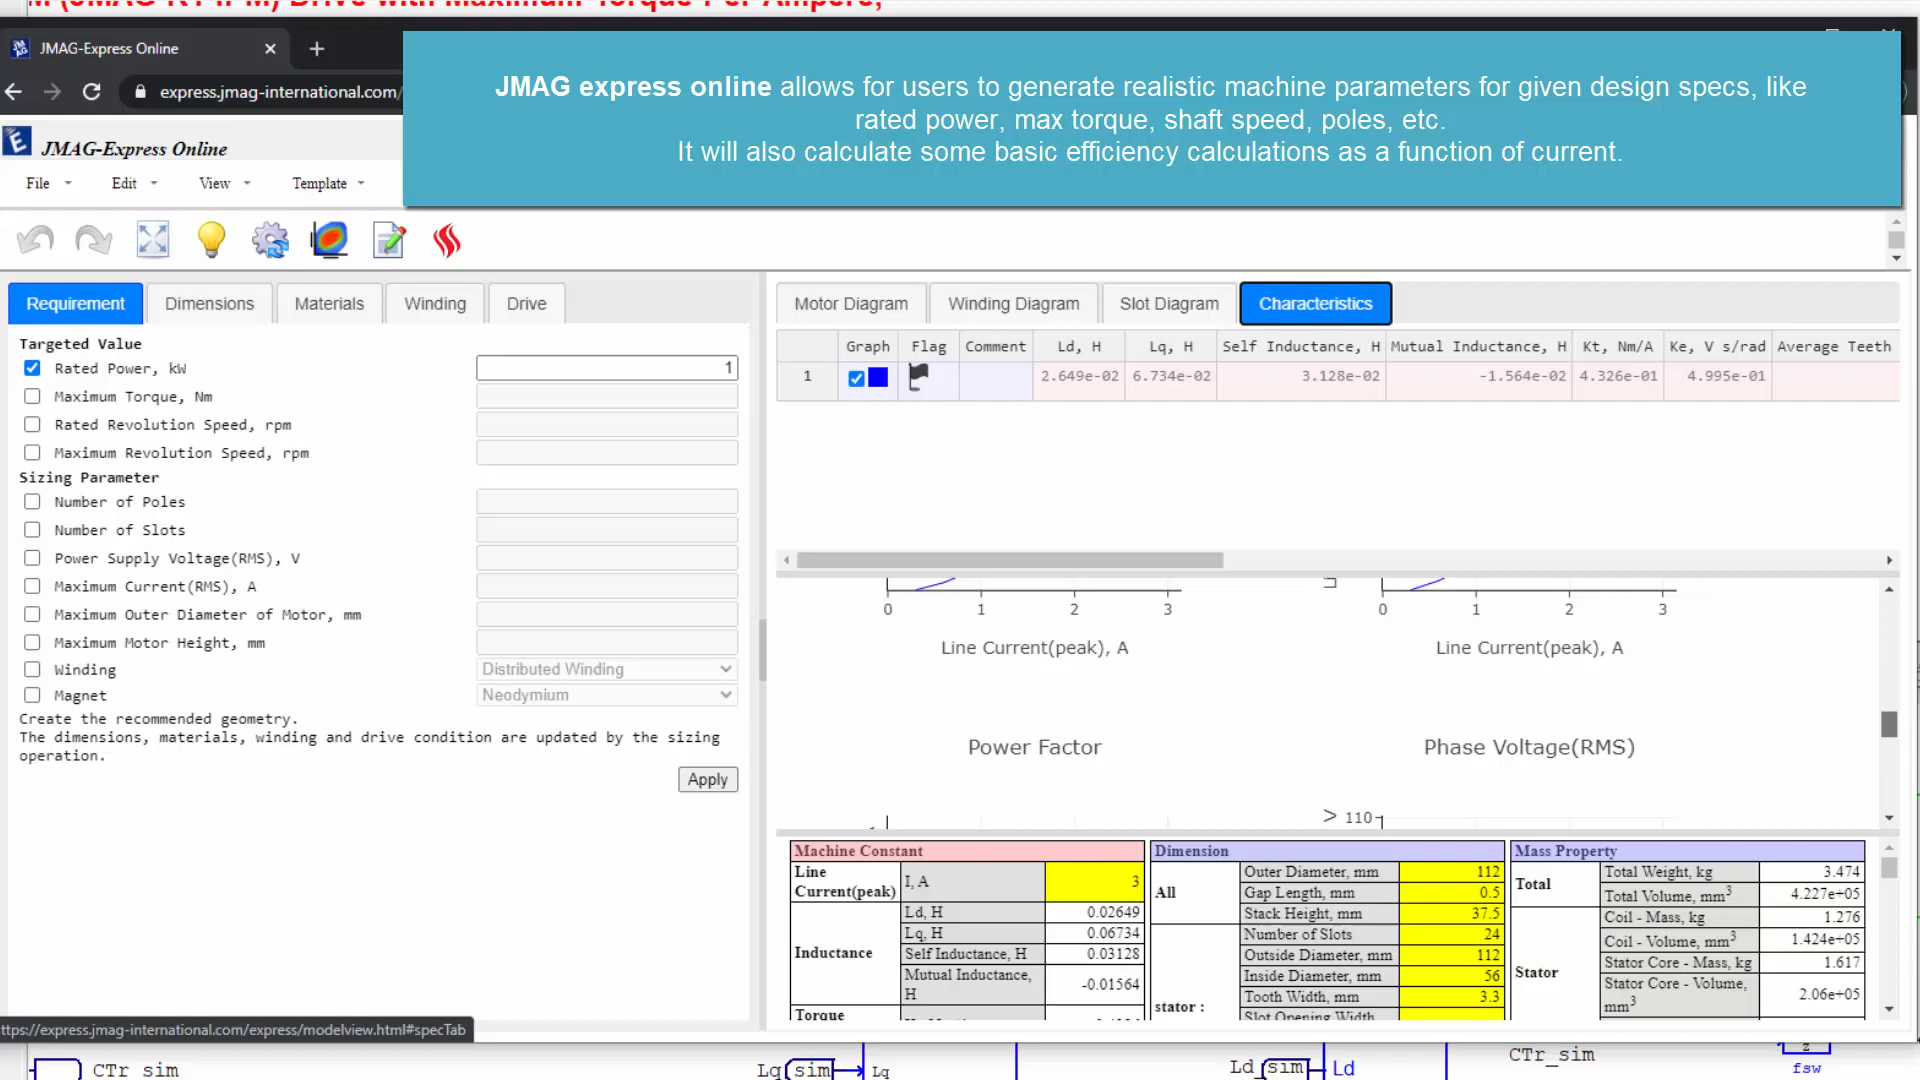 M (JMAG RT IPM) Drive with Maximum Torque Per Ampere,
JMAG-Express Online
express.jmag-international.com/
JMAG express online allows for users to generate realistic machine parameters for given design specs, like
rated power, max torque, shaft speed, poles, etc.
It will also calculate some basic efficiency calculations as a function of current.
JMAG-Express Online
File Edit View Template
Requirement Dimensions Materials Winding Drive
Targeted Value
Rated Power, kW 1
Maximum Torque, Nm
Rated Revolution Speed, rpm
Maximum Revolution Speed, rpm
Sizing Parameter
Number of Poles
Number of Slots
Power Supply Voltage(RMS), V
Maximum Current(RMS), A
Maximum Outer Diameter of Motor, mm
Maximum Motor Height, mm
Winding Distributed Winding
Magnet Neodymium
Create the recommended geometry.
The dimensions, materials, winding and drive condition are updated by the sizing
operation.
Apply
Motor Diagram Winding Diagram Slot Diagram Characteristics
Graph Flag Comment Ld, H Lq, H Self Inductance, H Mutual Inductance, H Kt, Nm/A Ke, V s/rad Average Teeth
1 2.649e-02 6.734e-02 3.128e-02 -1.564e-02 4.326e-01 4.995e-01
0 1 2 3
Line Current(peak), A
0 1 2 3
Line Current(peak), A
Power Factor
Phase Voltage(RMS)
> 110
Machine Constant
Line Current(peak) I, A 3
Inductance
Ld, H 0.02649
Lq, H 0.06734
Self Inductance, H 0.03128
Mutual Inductance, H -0.01564
Torque
Dimension
All
Outer Diameter, mm 112
Gap Length, mm 0.5
Stack Height, mm 37.5
stator :
Number of Slots 24
Outside Diameter, mm 112
Inside Diameter, mm 56
Tooth Width, mm 3.3
Slot Opening Width,
Mass Property
Total
Total Weight, kg 3.474
Total Volume, mm3 4.227e+05
Stator
Coil - Mass, kg 1.276
Coil - Volume, mm3 1.424e+05
Stator Core - Mass, kg 1.617
Stator Core - Volume, mm3 2.06e+05
ttps://express.jmag-international.com/express/modelview.html#specTab
CTr_sim
Lq (sim Lq
Ld (sim Ld
CTr_sim
z
fsw